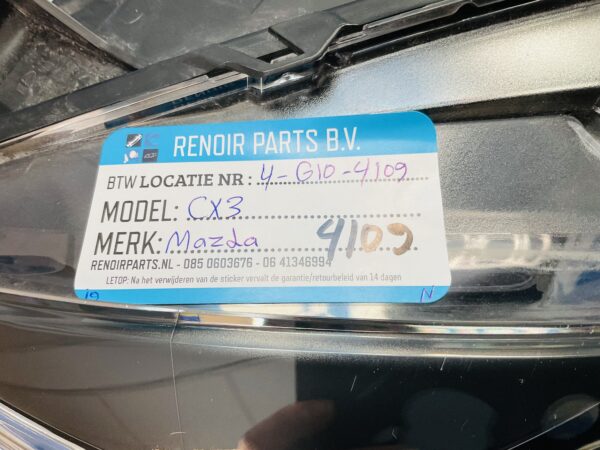 RENOIR PARTS B.V.
BTW LOCATIE NR : 4-G10-4109
MODEL: CX3
MERK: Mazda 4109
RENOIRPARTS.NL - 085 0603676 - 06 41346994
LETOP: Na het verwijderen van de sticker vervalt de garantie/retourbeleid van 14 dagen